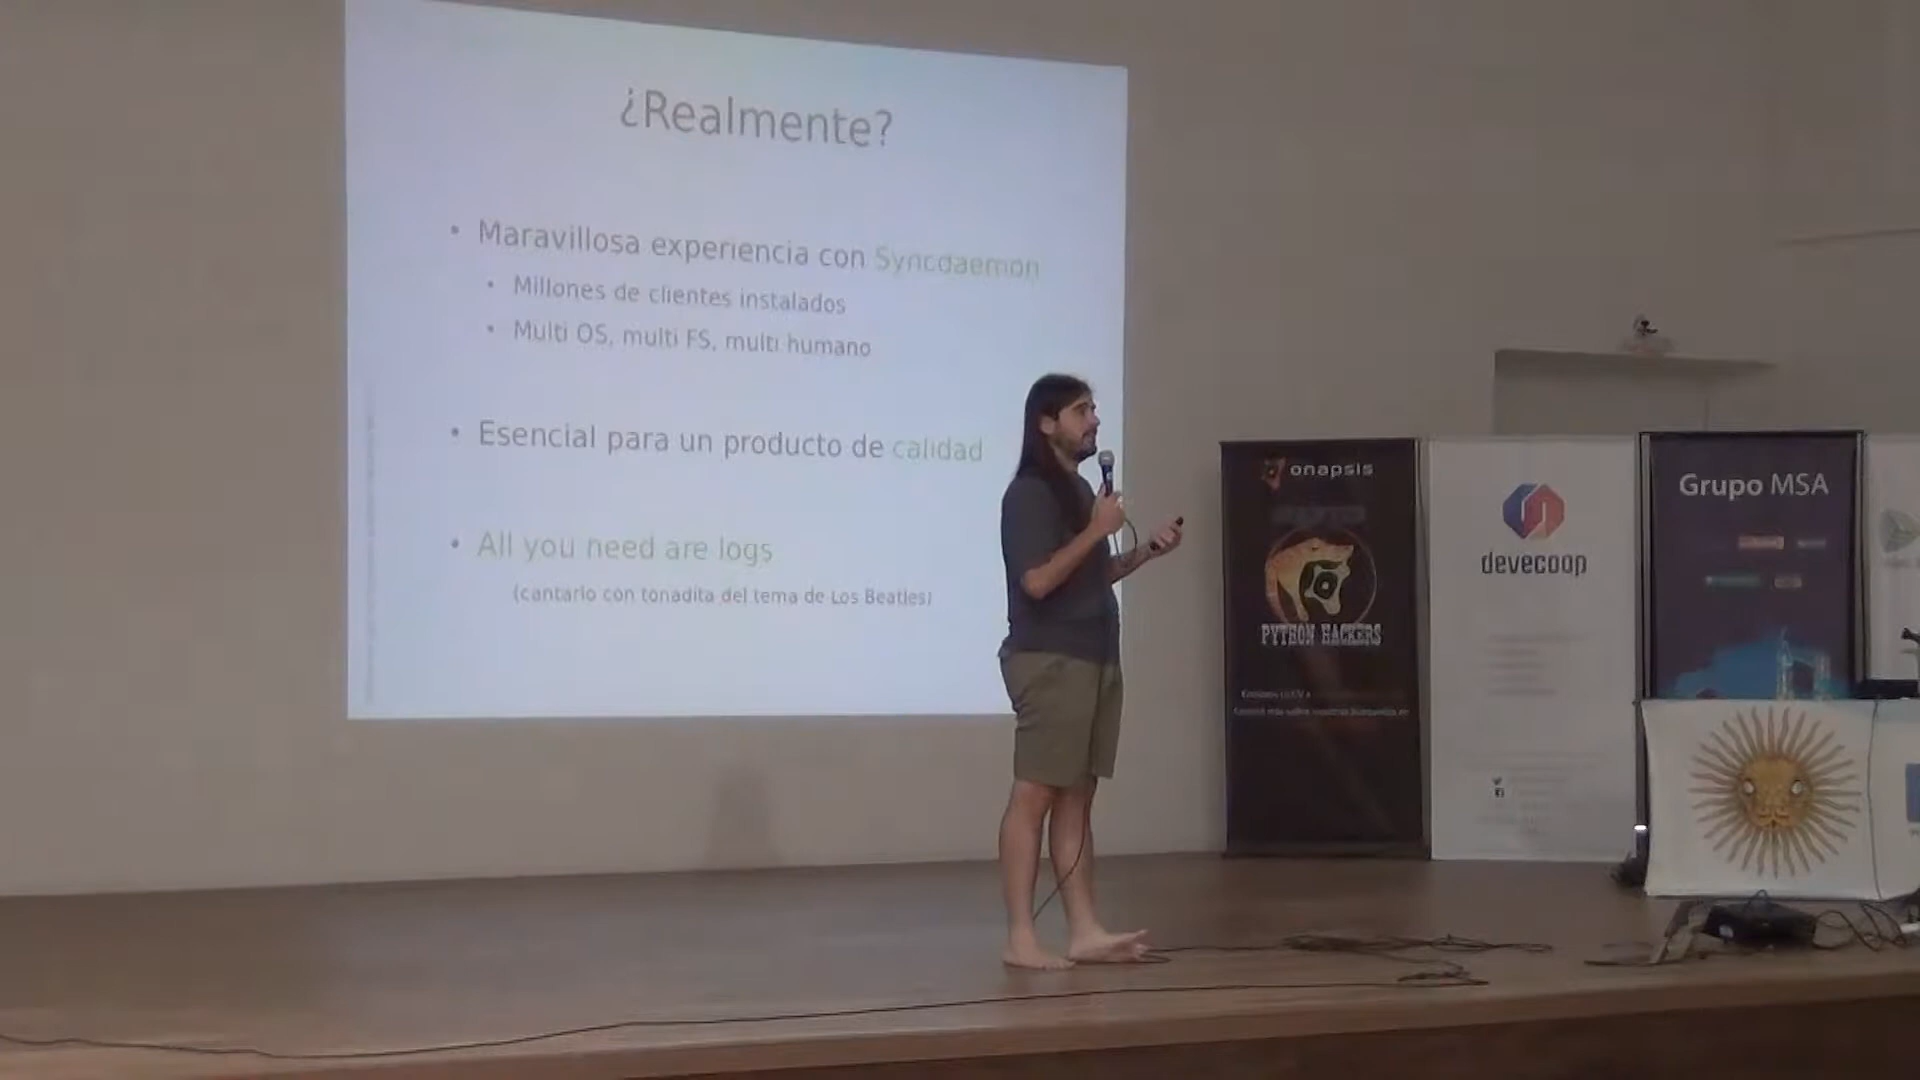 ¿Realmente?
• Maravillosa experiencia con Syncdaemon
• Millones de clientes instalados
• Multi OS, multi FS, multi humano
• Esencial para un producto de calidad
• All you need are logs
(cantarlo con tonadita del tema de Los Beatles)
onapsis
PYTHON HACKERS
devecoop
Grupo MSA